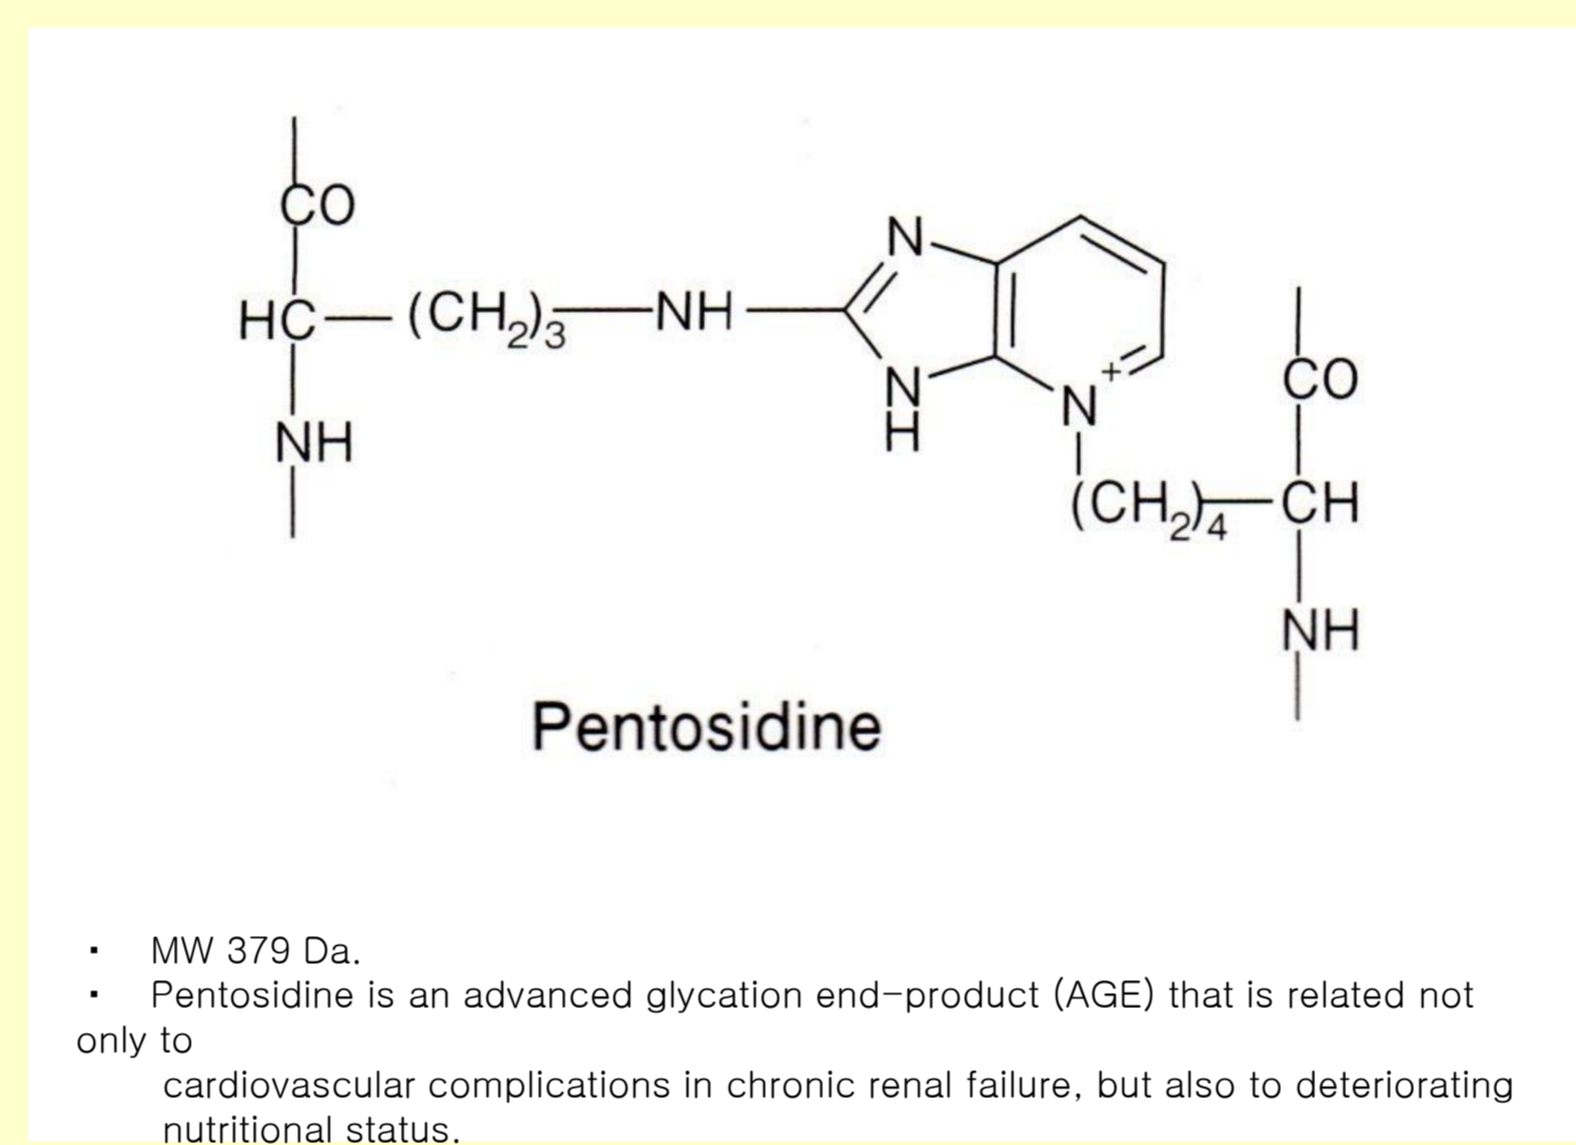 CO
HC—(CH₂)₃—NH—
N
N
H
N
+
NH
CO
(CH₂)₄—CH
NH
Pentosidine
▪ MW 379 Da.
▪ Pentosidine is an advanced glycation end-product (AGE) that is related not
only to
cardiovascular complications in chronic renal failure, but also to deteriorating
nutritional status.